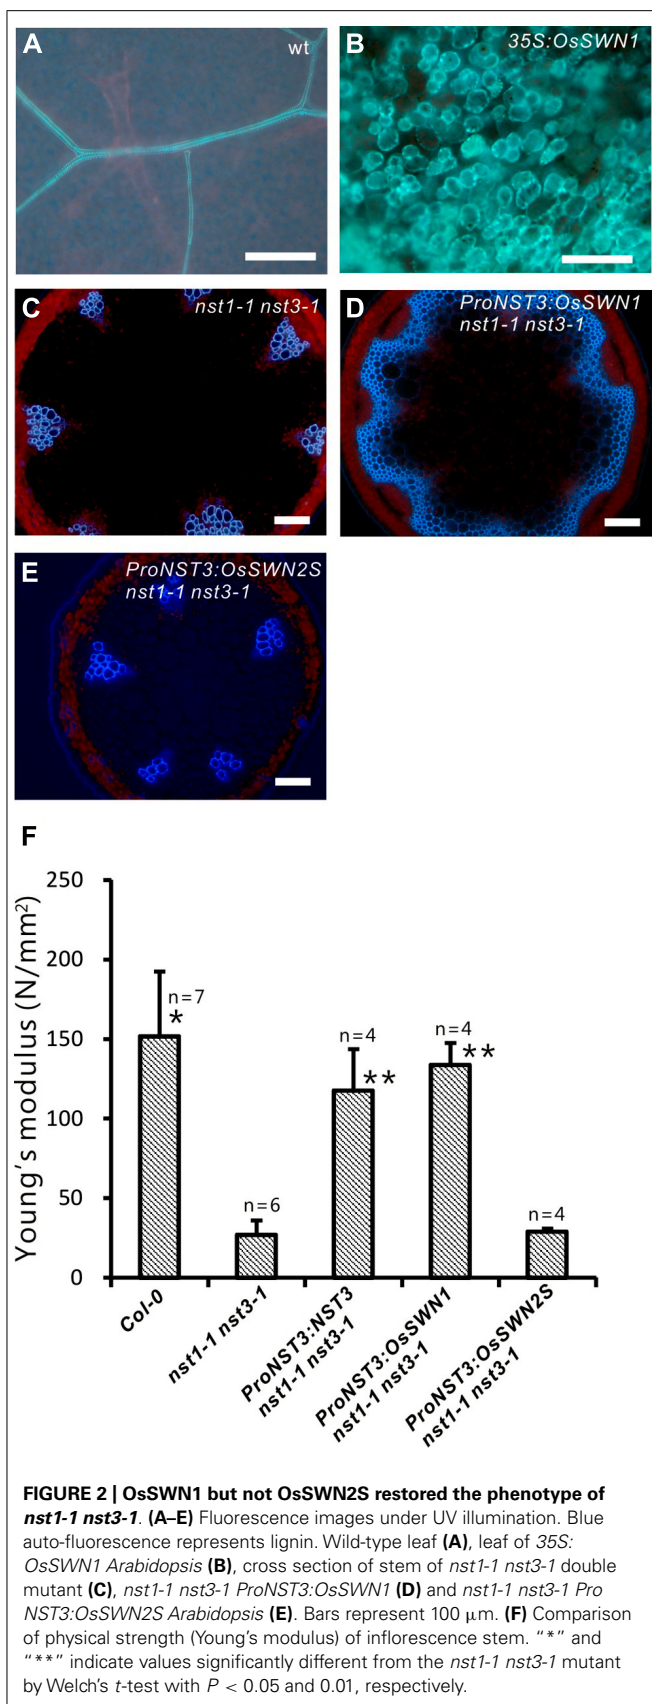 A
wt
B
35S:OsSWN1
C
nst1-1 nst3-1
D
ProNST3:OsSWN1
nst1-1 nst3-1
E
ProNST3:OsSWN2S
nst1-1 nst3-1
F
Young's modulus (N/mm²)
250
200
150
100
50
0
n=7
*
n=6
n=4
**
n=4
**
n=4
Col-0
nst1-1 nst3-1
ProNST3:NST3
nst1-1 nst3-1
ProNST3:OsSWN1
nst1-1 nst3-1
ProNST3:OsSWN2S
nst1-1 nst3-1
FIGURE 2 | OsSWN1 but not OsSWN2S restored the phenotype of
nst1-1 nst3-1. (A–E) Fluorescence images under UV illumination. Blue
auto-fluorescence represents lignin. Wild-type leaf (A), leaf of 35S:
OsSWN1 Arabidopsis (B), cross section of stem of nst1-1 nst3-1 double
mutant (C), nst1-1 nst3-1 ProNST3:OsSWN1 (D) and nst1-1 nst3-1 Pro
NST3:OsSWN2S Arabidopsis (E). Bars represent 100 μm. (F) Comparison
of physical strength (Young's modulus) of inflorescence stem. "*" and
"**" indicate values significantly different from the nst1-1 nst3-1 mutant
by Welch's t-test with P < 0.05 and 0.01, respectively.